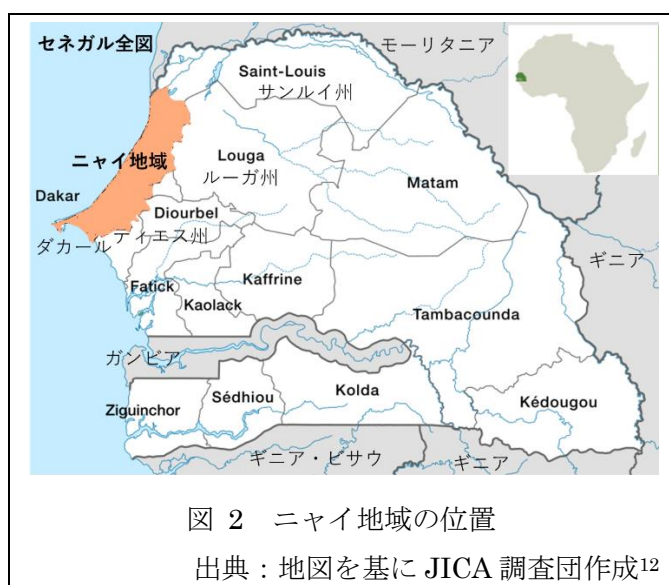 セネガル全図
モーリタニア
Saint-Louis
サンルイ州
ニャイ地域
Louga
ルーガ州
Matam
Dakar
ダカール
Diourbel
ティエス州
ギニア
Fatick
Kaolack
Kaffrine
Tambacounda
ガンビア
Ziguinchor
Sédhiou
Kolda
Kédougou
ギニア・ビサウ
ギニア
図 2 ニャイ地域の位置
出典：地図を基に JICA 調査団作成12